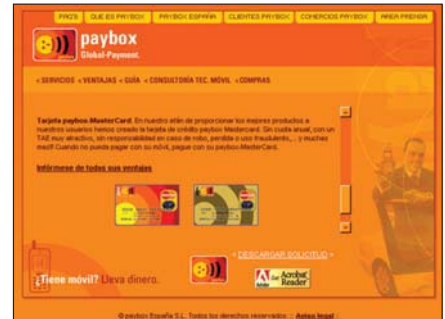 FAQ'S QUE ES PAYBOX PAYBOX ESPAÑA CLIENTES PAYBOX COMERCIOS PAYBOX AREA PRENSA
paybox
Global-Payment.
< SERVICIOS < VENTAJAS < GUÍA < CONSULTORÍA TEC. MÓVIL < COMPRAS
Tarjeta paybox-MasterCard. En nuestro afán de proporcionar los mejores productos a
nuestros usuarios hemos creado la tarjeta de crédito paybox Mastercard. Sin cuota anual, con un
TAE muy atractivo, sin responsabilidad en caso de robo, perdida o uso fraudulento,... y muchas
mas!!! Cuando no pueda pagar con su móvil, pague con su paybox-MasterCard.
Infórmese de todas sus ventajas
< DESCARGAR SOLICITUD >
¿Tiene móvil? Lleva dinero.
Adobe Get Acrobat Reader
© paybox España S.L. Todos los derechos reservados. :: Aviso legal ::